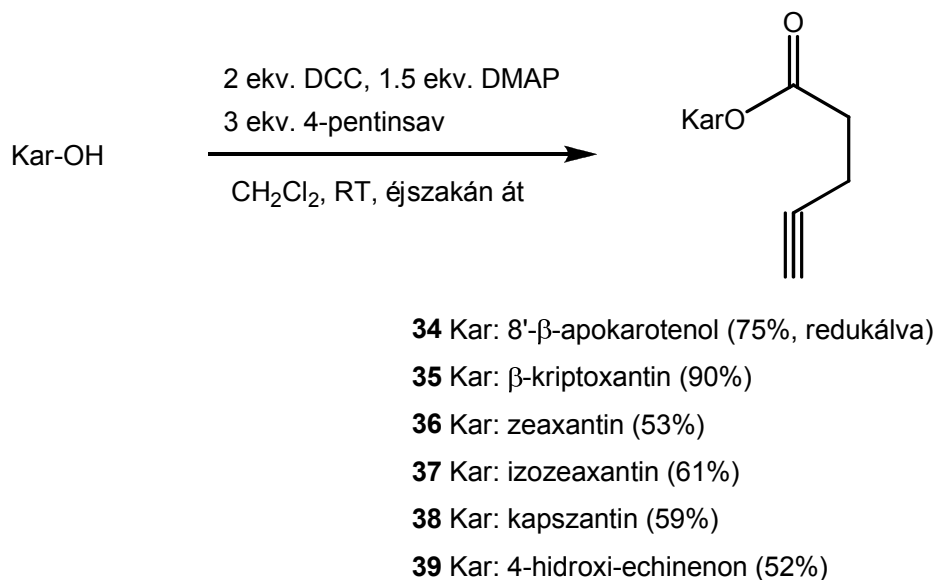 O
2 ekv. DCC, 1.5 ekv. DMAP
3 ekv. 4-pentinsav
KarO
Kar-OH
CH₂Cl₂, RT, éjszakán át
34 Kar: 8'-β-apokarotenol (75%, redukálva)
35 Kar: β-kriptoxantin (90%)
36 Kar: zeaxantin (53%)
37 Kar: izozeaxantin (61%)
38 Kar: kapszantin (59%)
39 Kar: 4-hidroxi-echinenon (52%)